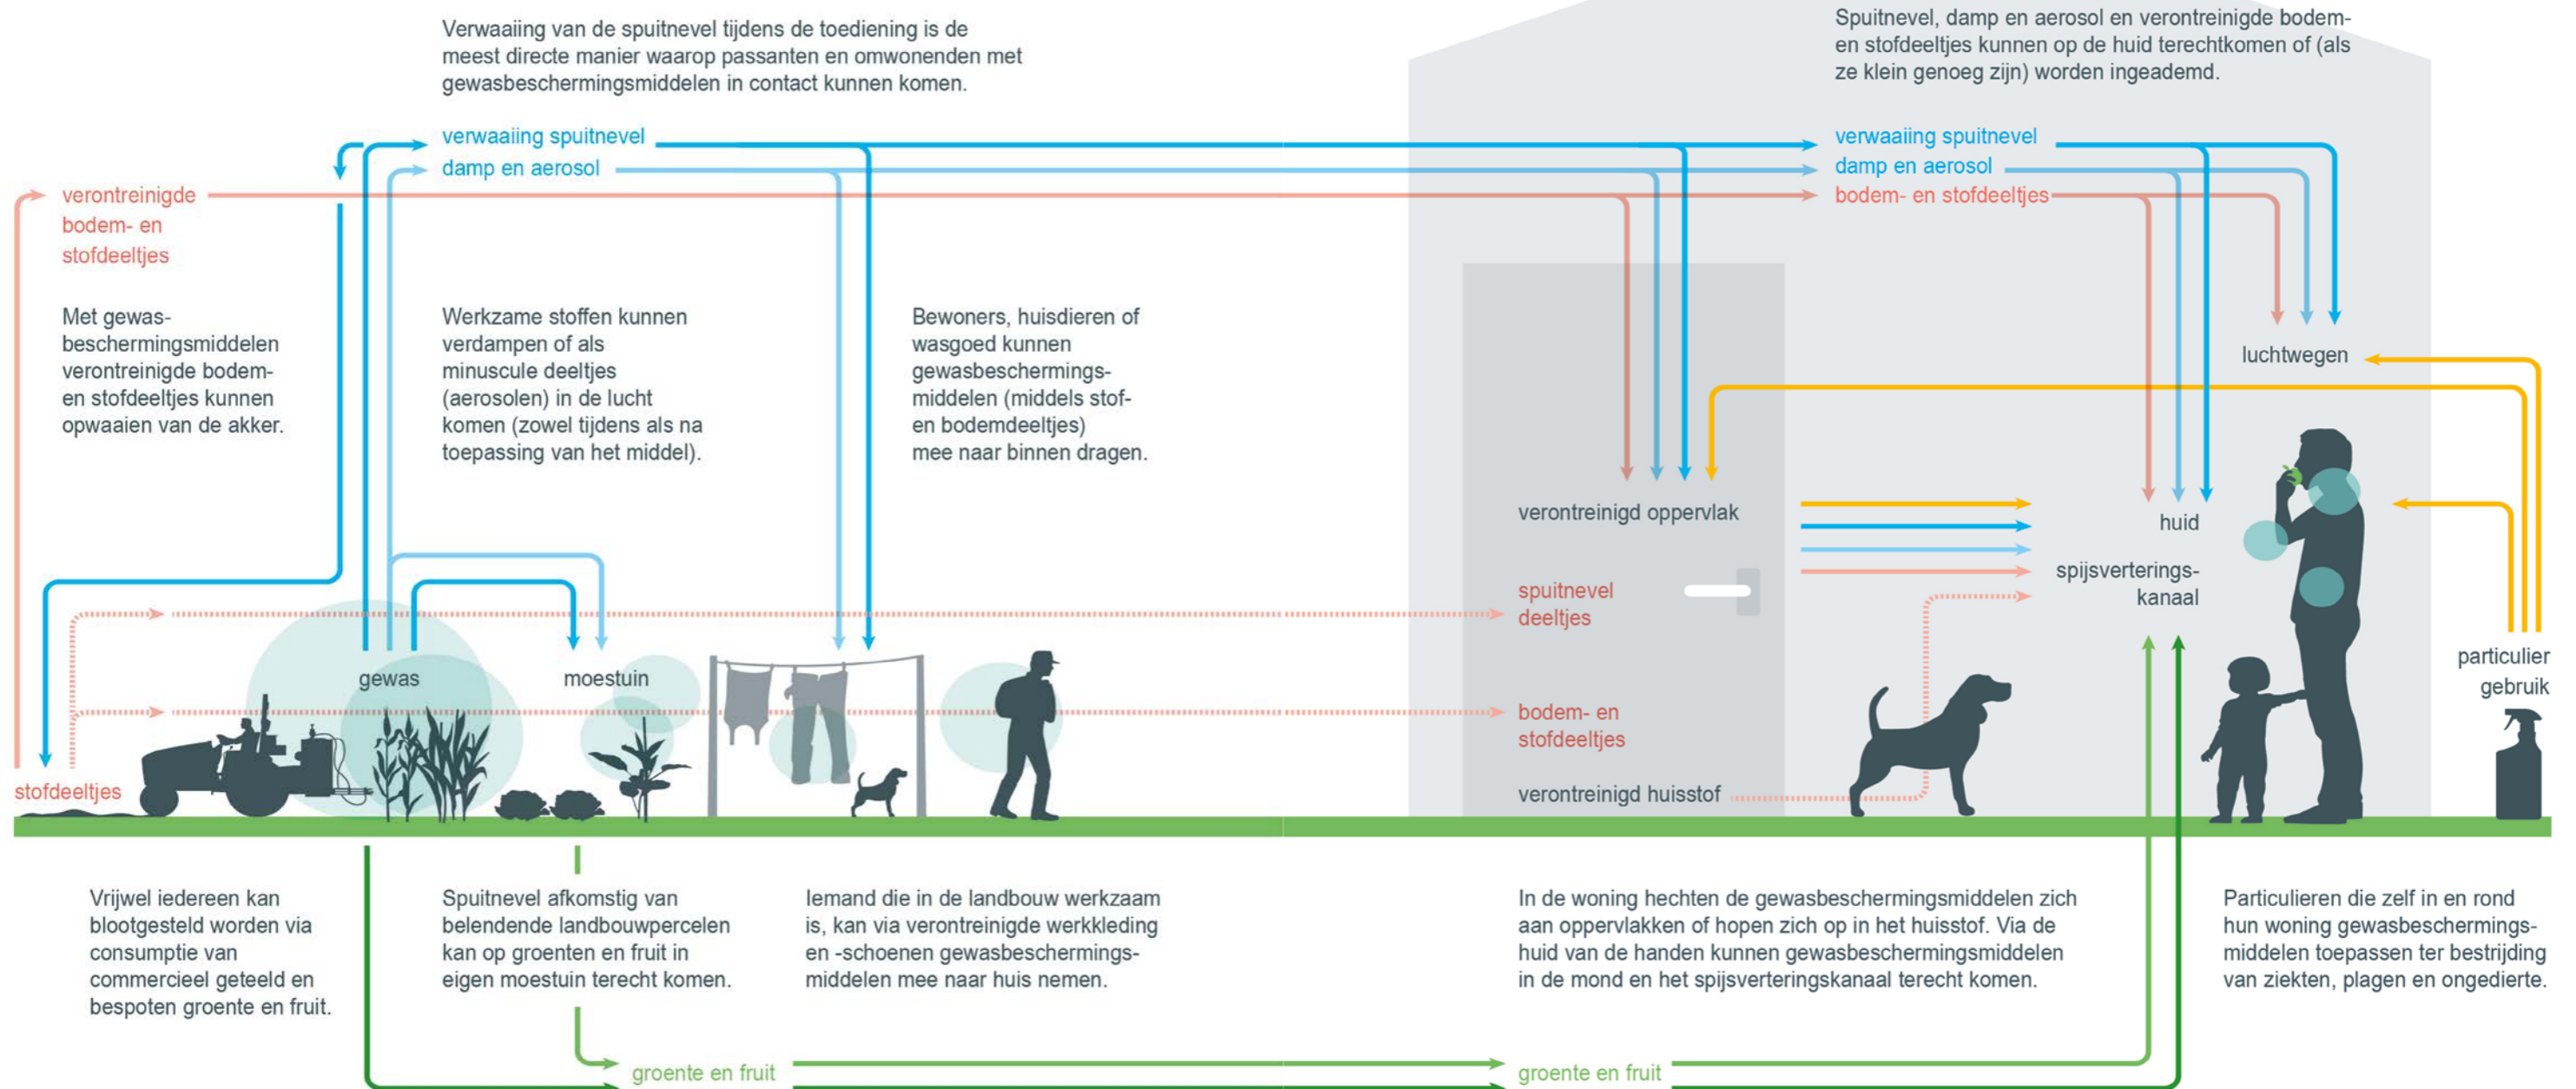 Verwaaiing van de spuitnevel tijdens de toediening is de
meest directe manier waarop passanten en omwonenden met
gewasbeschermingsmiddelen in contact kunnen komen.
Spuitnevel, damp en aerosol en verontreinigde bodem-
en stofdeeltjes kunnen op de huid terechtkomen of (als
ze klein genoeg zijn) worden ingeademd.
verwaaiing spuitnevel
damp en aerosol
verwaaiing spuitnevel
damp en aerosol
bodem- en stofdeeltjes
verontreinigde
bodem- en
stofdeeltjes
Met gewas-
beschermingsmiddelen
verontreinigde bodem-
en stofdeeltjes kunnen
opwaaien van de akker.
Werkzame stoffen kunnen
verdampen of als
minuscule deeltjes
(aerosolen) in de lucht
komen (zowel tijdens als na
toepassing van het middel).
Bewoners, huisdieren of
wasgoed kunnen
gewasbeschermings-
middelen (middels stof-
en bodemdeeltjes)
mee naar binnen dragen.
luchtwegen
verontreinigd oppervlak
huid
spijsverterings-
kanaal
spuitnevel
deeltjes
gewas
moestuin
particulier
gebruik
bodem- en
stofdeeltjes
stofdeeltjes
verontreinigd huisstof
Vrijwel iedereen kan
blootgesteld worden via
consumptie van
commercieel geteeld en
bespoten groente en fruit.
Spuitnevel afkomstig van
belendende landbouwpercelen
kan op groenten en fruit in
eigen moestuin terecht komen.
Iemand die in de landbouw werkzaam
is, kan via verontreinigde werkkleding
en -schoenen gewasbeschermings-
middelen mee naar huis nemen.
In de woning hechten de gewasbeschermingsmiddelen zich
aan oppervlakken of hopen zich op in het huisstof. Via de
huid van de handen kunnen gewasbeschermingsmiddelen
in de mond en het spijsverteringskanaal terecht komen.
Particulieren die zelf in en rond
hun woning gewasbeschermings-
middelen toepassen ter bestrijding
van ziekten, plagen en ongedierte.
groente en fruit
groente en fruit